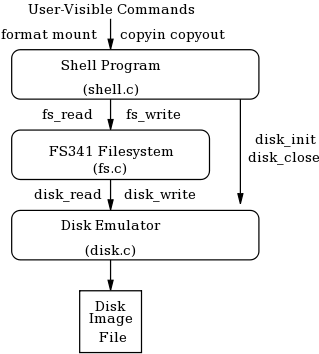 User-Visible Commands
format mount copyin copyout
Shell Program
(shell.c)
fs_read fs_write
disk_init
disk_close
FS341 Filesystem
(fs.c)
disk_read disk_write
Disk Emulator
(disk.c)
Disk
Image
File